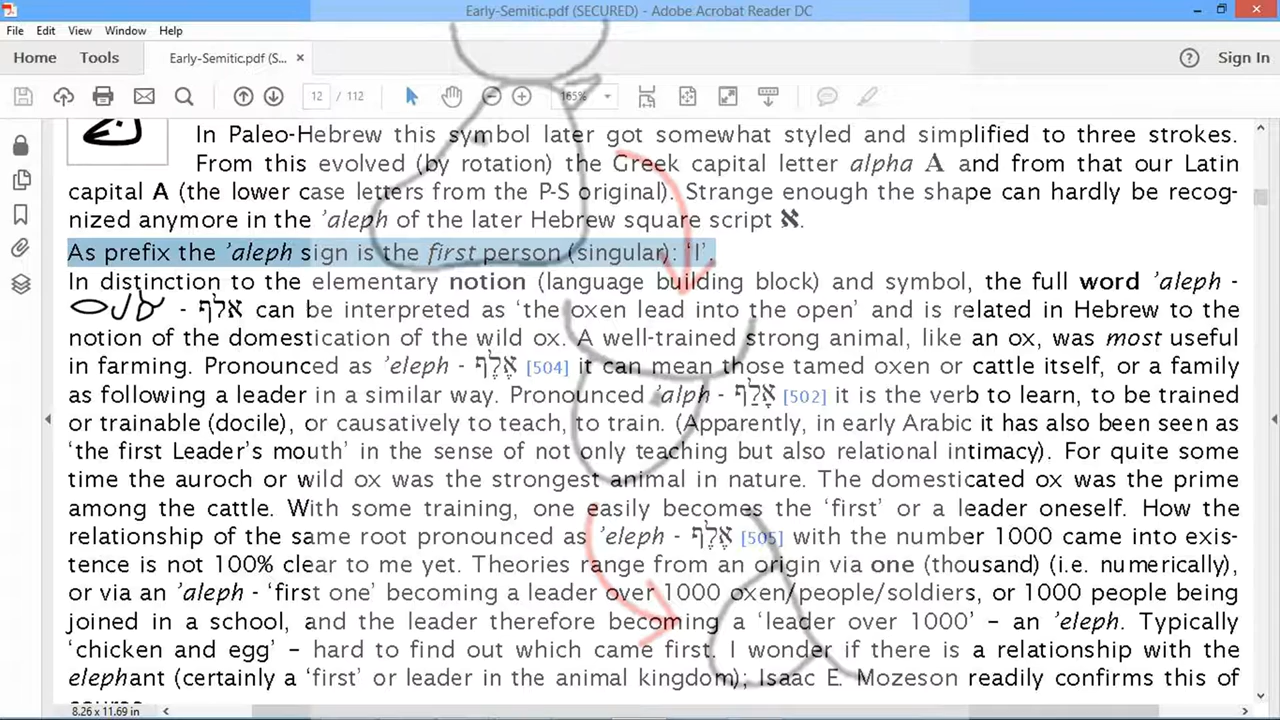 Early-Semitic.pdf (SECURED) - Adobe Acrobat Reader DC
File Edit View Window Help
Home Tools Early-Semitic.pdf (S... × Sign In
12 / 112 165%
In Paleo-Hebrew this symbol later got somewhat styled and simplified to three strokes.
From this evolved (by rotation) the Greek capital letter alpha Α and from that our Latin
capital A (the lower case letters from the P-S original). Strange enough the shape can hardly be recog-
nized anymore in the ’aleph of the later Hebrew square script א.
As prefix the ’aleph sign is the first person (singular): ‘I’.
In distinction to the elementary notion (language building block) and symbol, the full word ’aleph -
- אלף can be interpreted as ‘the oxen lead into the open’ and is related in Hebrew to the
notion of the domestication of the wild ox. A well-trained strong animal, like an ox, was most useful
in farming. Pronounced as ’eleph - אֶלֶף [504] it can mean those tamed oxen or cattle itself, or a family
as following a leader in a similar way. Pronounced ’alph - אָלַף [502] it is the verb to learn, to be trained
or trainable (docile), or causatively to teach, to train. (Apparently, in early Arabic it has also been seen as
‘the first Leader’s mouth’ in the sense of not only teaching but also relational intimacy). For quite some
time the auroch or wild ox was the strongest animal in nature. The domesticated ox was the prime
among the cattle. With some training, one easily becomes the ‘first’ or a leader oneself. How the
relationship of the same root pronounced as ’eleph - אֶלֶף [505] with the number 1000 came into exis-
tence is not 100% clear to me yet. Theories range from an origin via one (thousand) (i.e. numerically),
or via an ’aleph - ‘first one’ becoming a leader over 1000 oxen/people/soldiers, or 1000 people being
joined in a school, and the leader therefore becoming a ‘leader over 1000’ – an ’eleph. Typically
‘chicken and egg’ – hard to find out which came first. I wonder if there is a relationship with the
elephant (certainly a ‘first’ or leader in the animal kingdom); Isaac E. Mozeson readily confirms this of
8.26 x 11.69 in